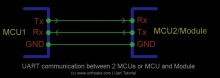 Tx Rx
MCU1 Rx Tx MCU2/Module
GND GND
UART communication between 2 MCUs or MCU and Module